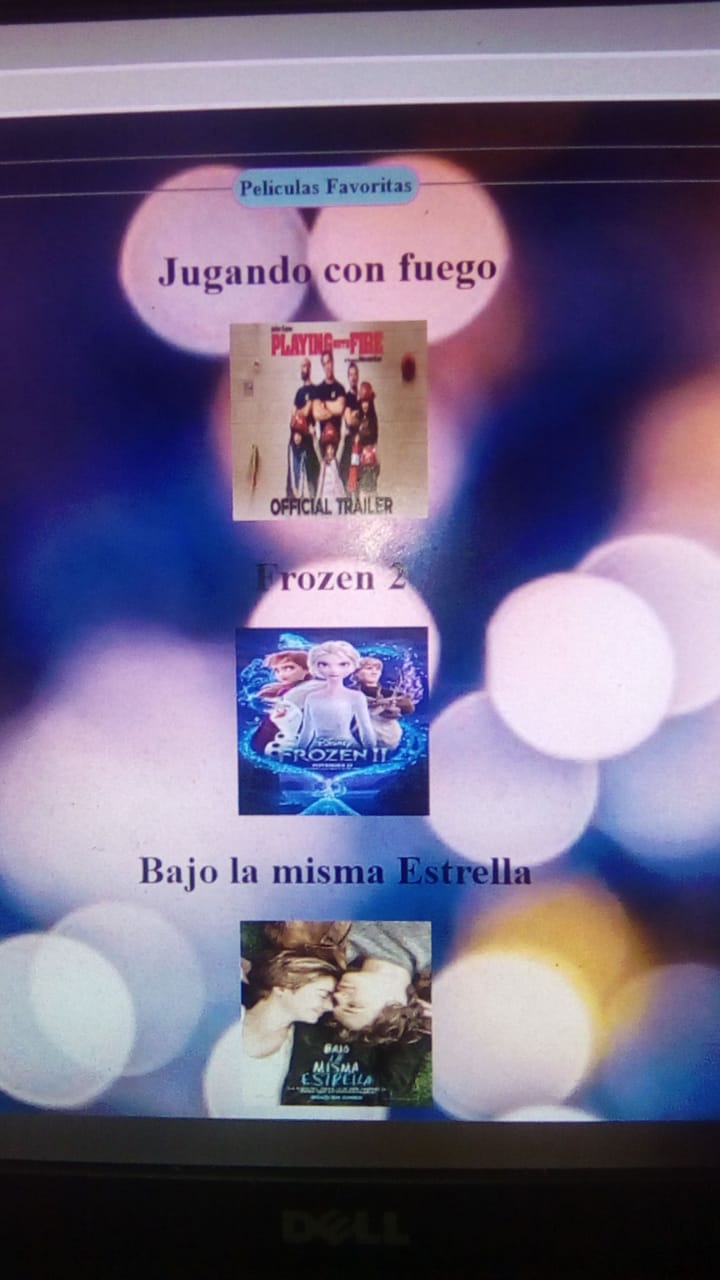 Peliculas Favoritas
Jugando con fuego
PLAYING WITH FIRE
OFFICIAL TRAILER
Frozen 2
Disney
FROZEN II
Bajo la misma Estrella
BAJO
LA
MISMA
ESTRELLA
DELL